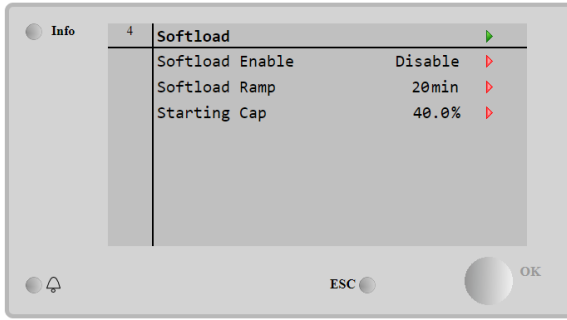 Info
4 Softload
Softload Enable Disable
Softload Ramp 20min
Starting Cap 40.0%
ESC
OK